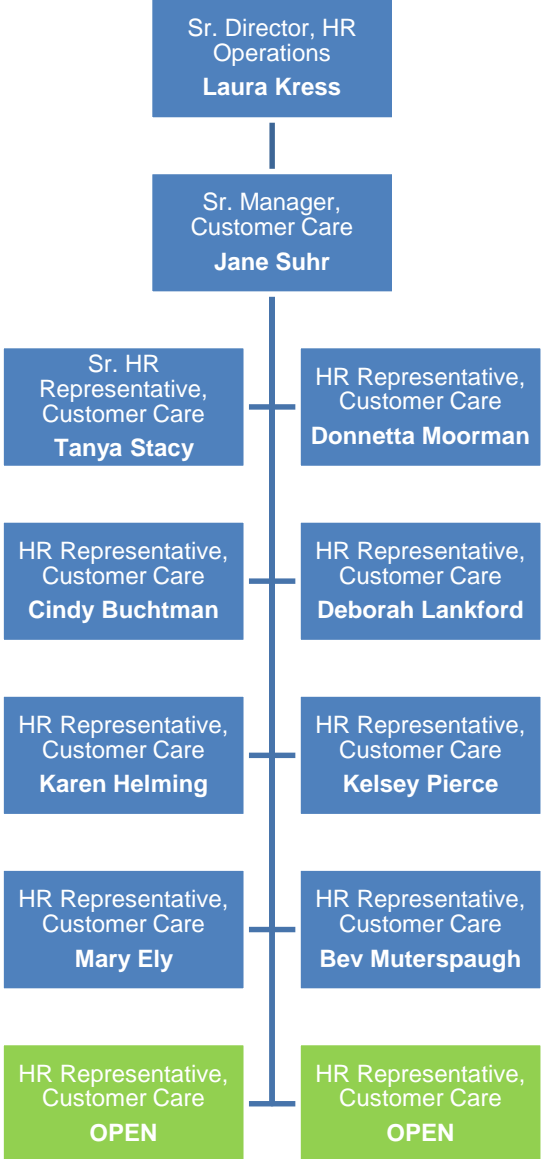 Sr. Director, HR
Operations
Laura Kress
Sr. Manager,
Customer Care
Jane Suhr
Sr. HR
Representative,
Customer Care
Tanya Stacy
HR Representative,
Customer Care
Donnetta Moorman
HR Representative,
Customer Care
Cindy Buchtman
HR Representative,
Customer Care
Deborah Lankford
HR Representative,
Customer Care
Karen Helming
HR Representative,
Customer Care
Kelsey Pierce
HR Representative,
Customer Care
Mary Ely
HR Representative,
Customer Care
Bev Muterspaugh
HR Representative,
Customer Care
OPEN
HR Representative,
Customer Care
OPEN